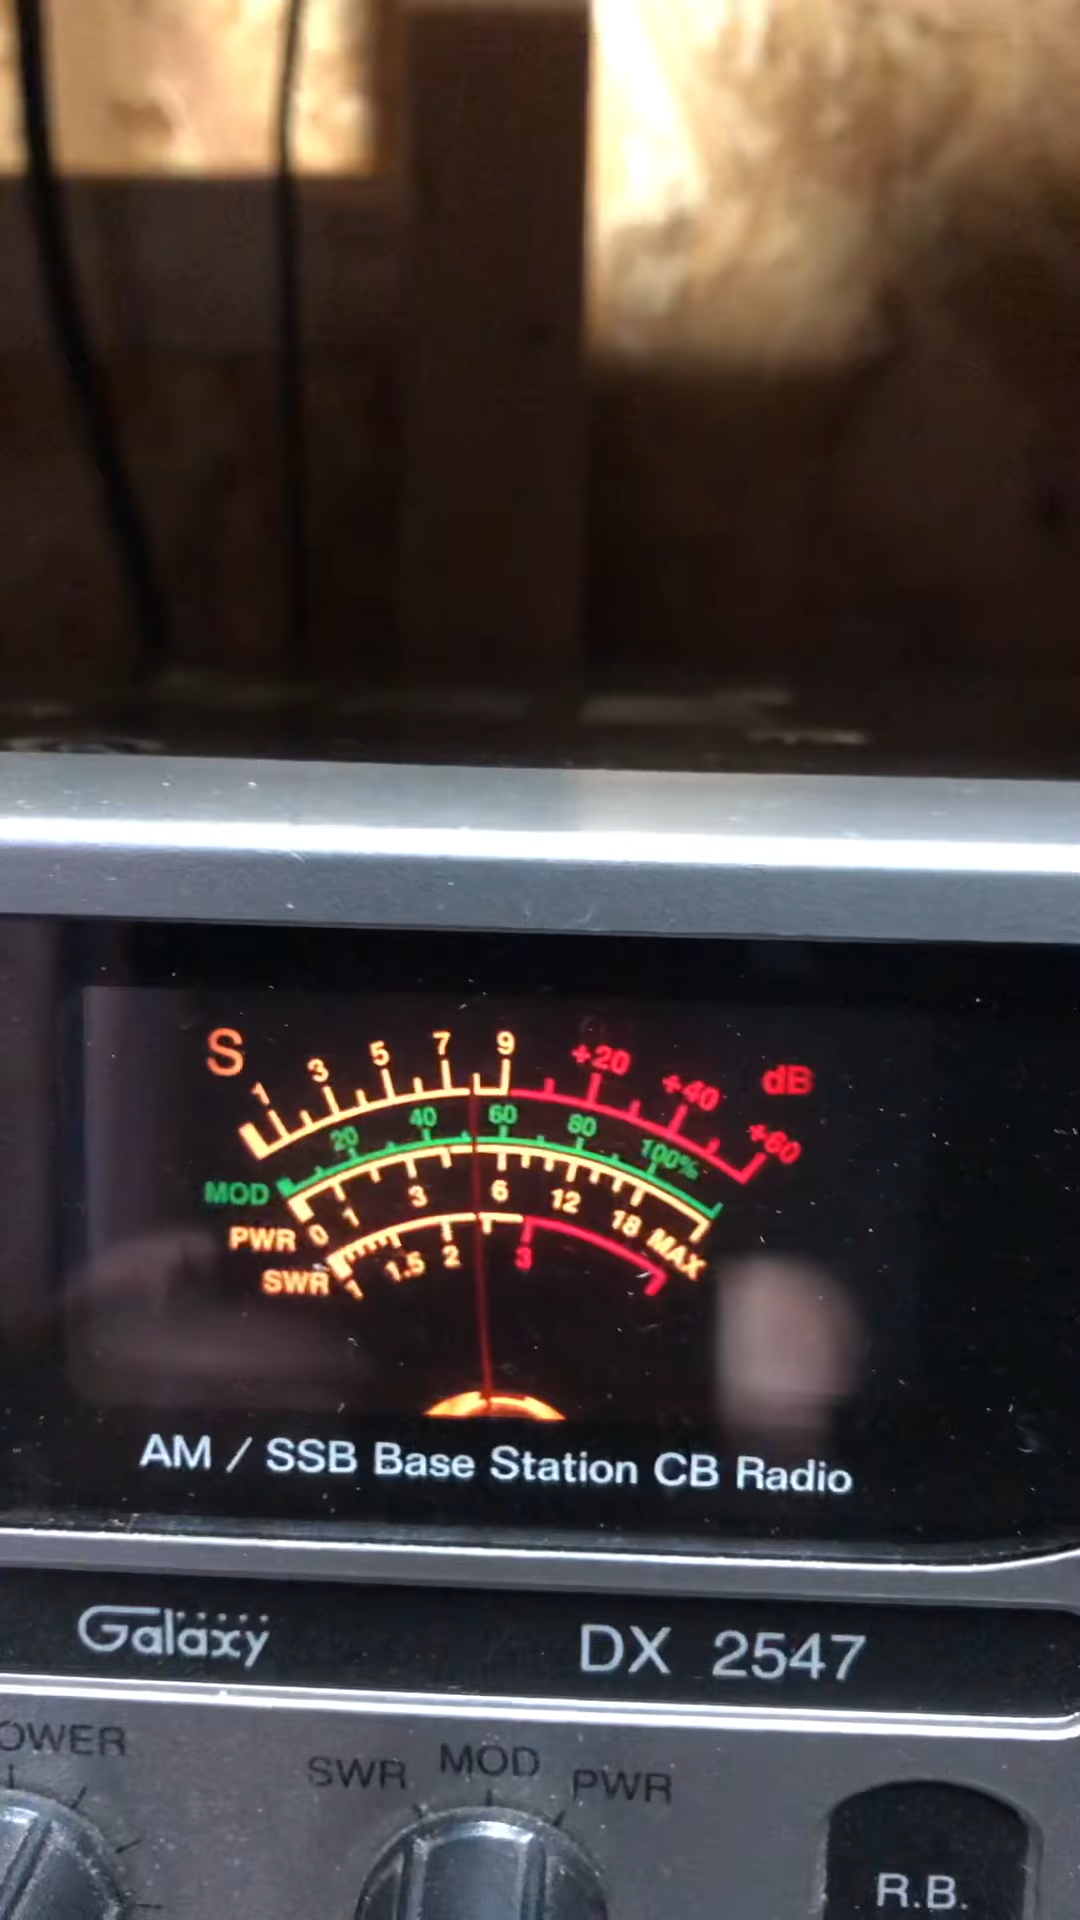 S 1 3 5 7 9 +20 +40 +60 dB
MOD 20 40 60 80 100%
PWR 0 1 3 6 12 18 MAX
SWR 1 1.5 2 3
AM / SSB Base Station CB Radio
Galaxy DX 2547
OWER
SWR MOD PWR
R.B.